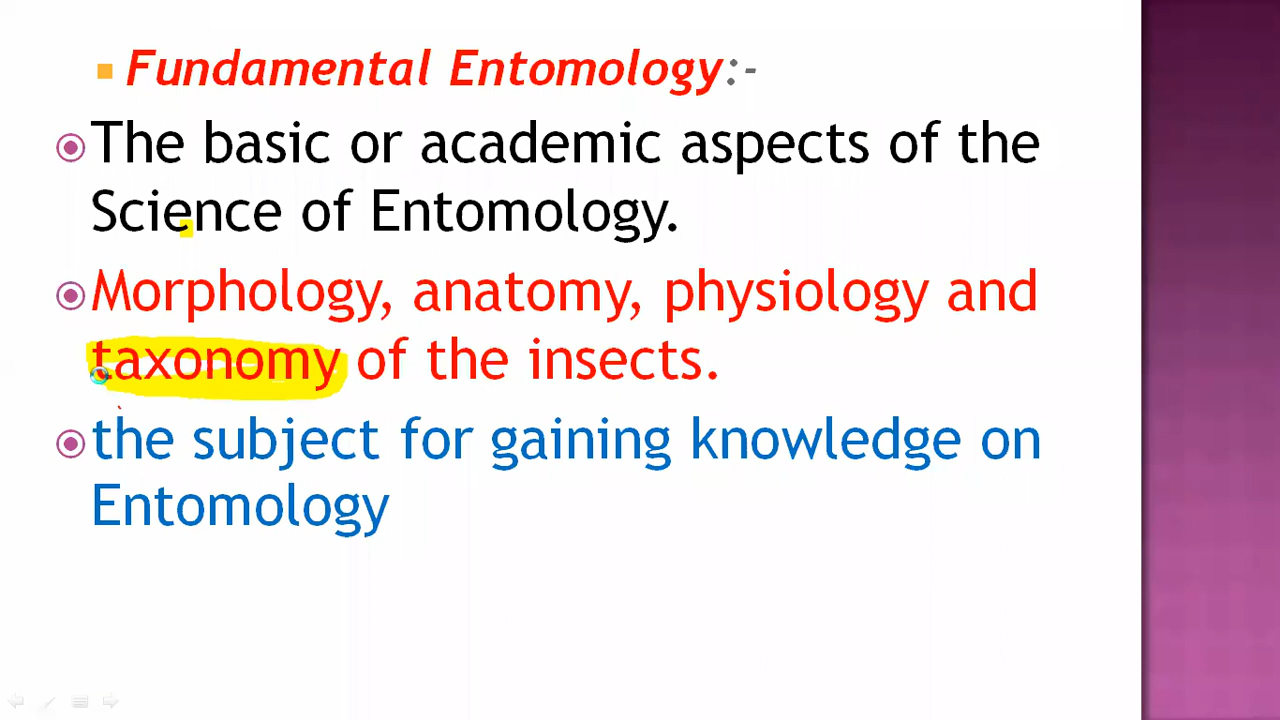 Fundamental Entomology:-
The basic or academic aspects of the
Science of Entomology.
Morphology, anatomy, physiology and
taxonomy of the insects.
the subject for gaining knowledge on
Entomology